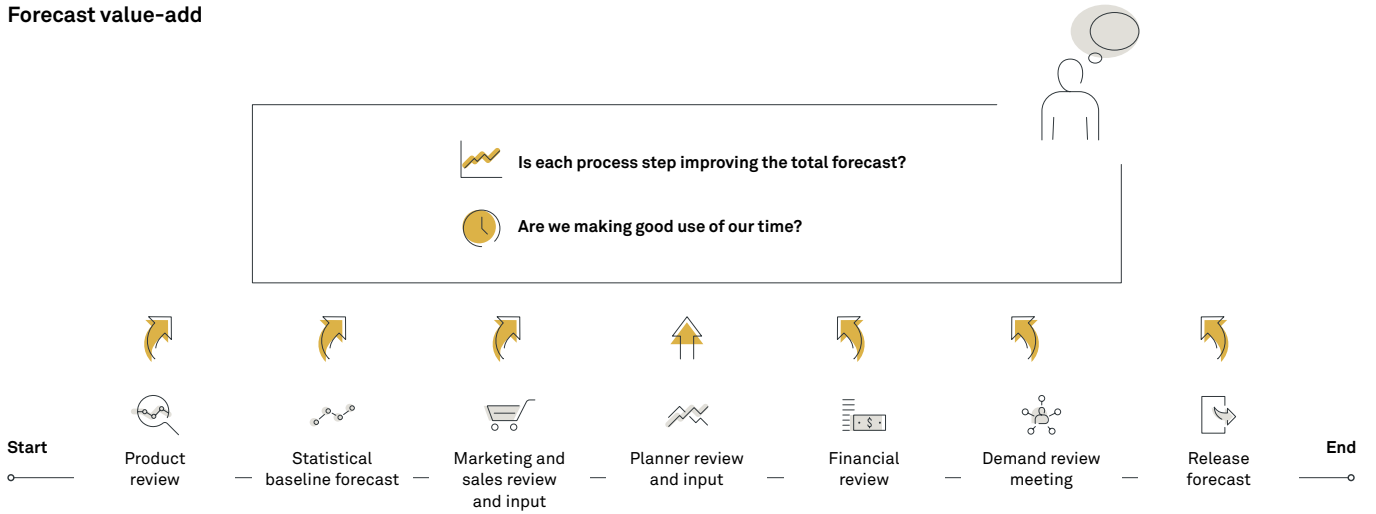 Forecast value-add
Is each process step improving the total forecast?
Are we making good use of our time?
$
Start
Product
review
Statistical
baseline forecast
Marketing and
sales review
and input
Planner review
and input
Financial
review
Demand review
meeting
Release
forecast
End